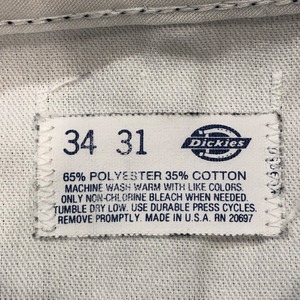 34 31
Dickies
65% POLYESTER 35% COTTON
MACHINE WASH WARM WITH LIKE COLORS.
ONLY NON-CHLORINE BLEACH WHEN NEEDED.
TUMBLE DRY LOW. USE DURABLE PRESS CYCLES.
REMOVE PROMPTLY. MADE IN U.S.A. RN 20697